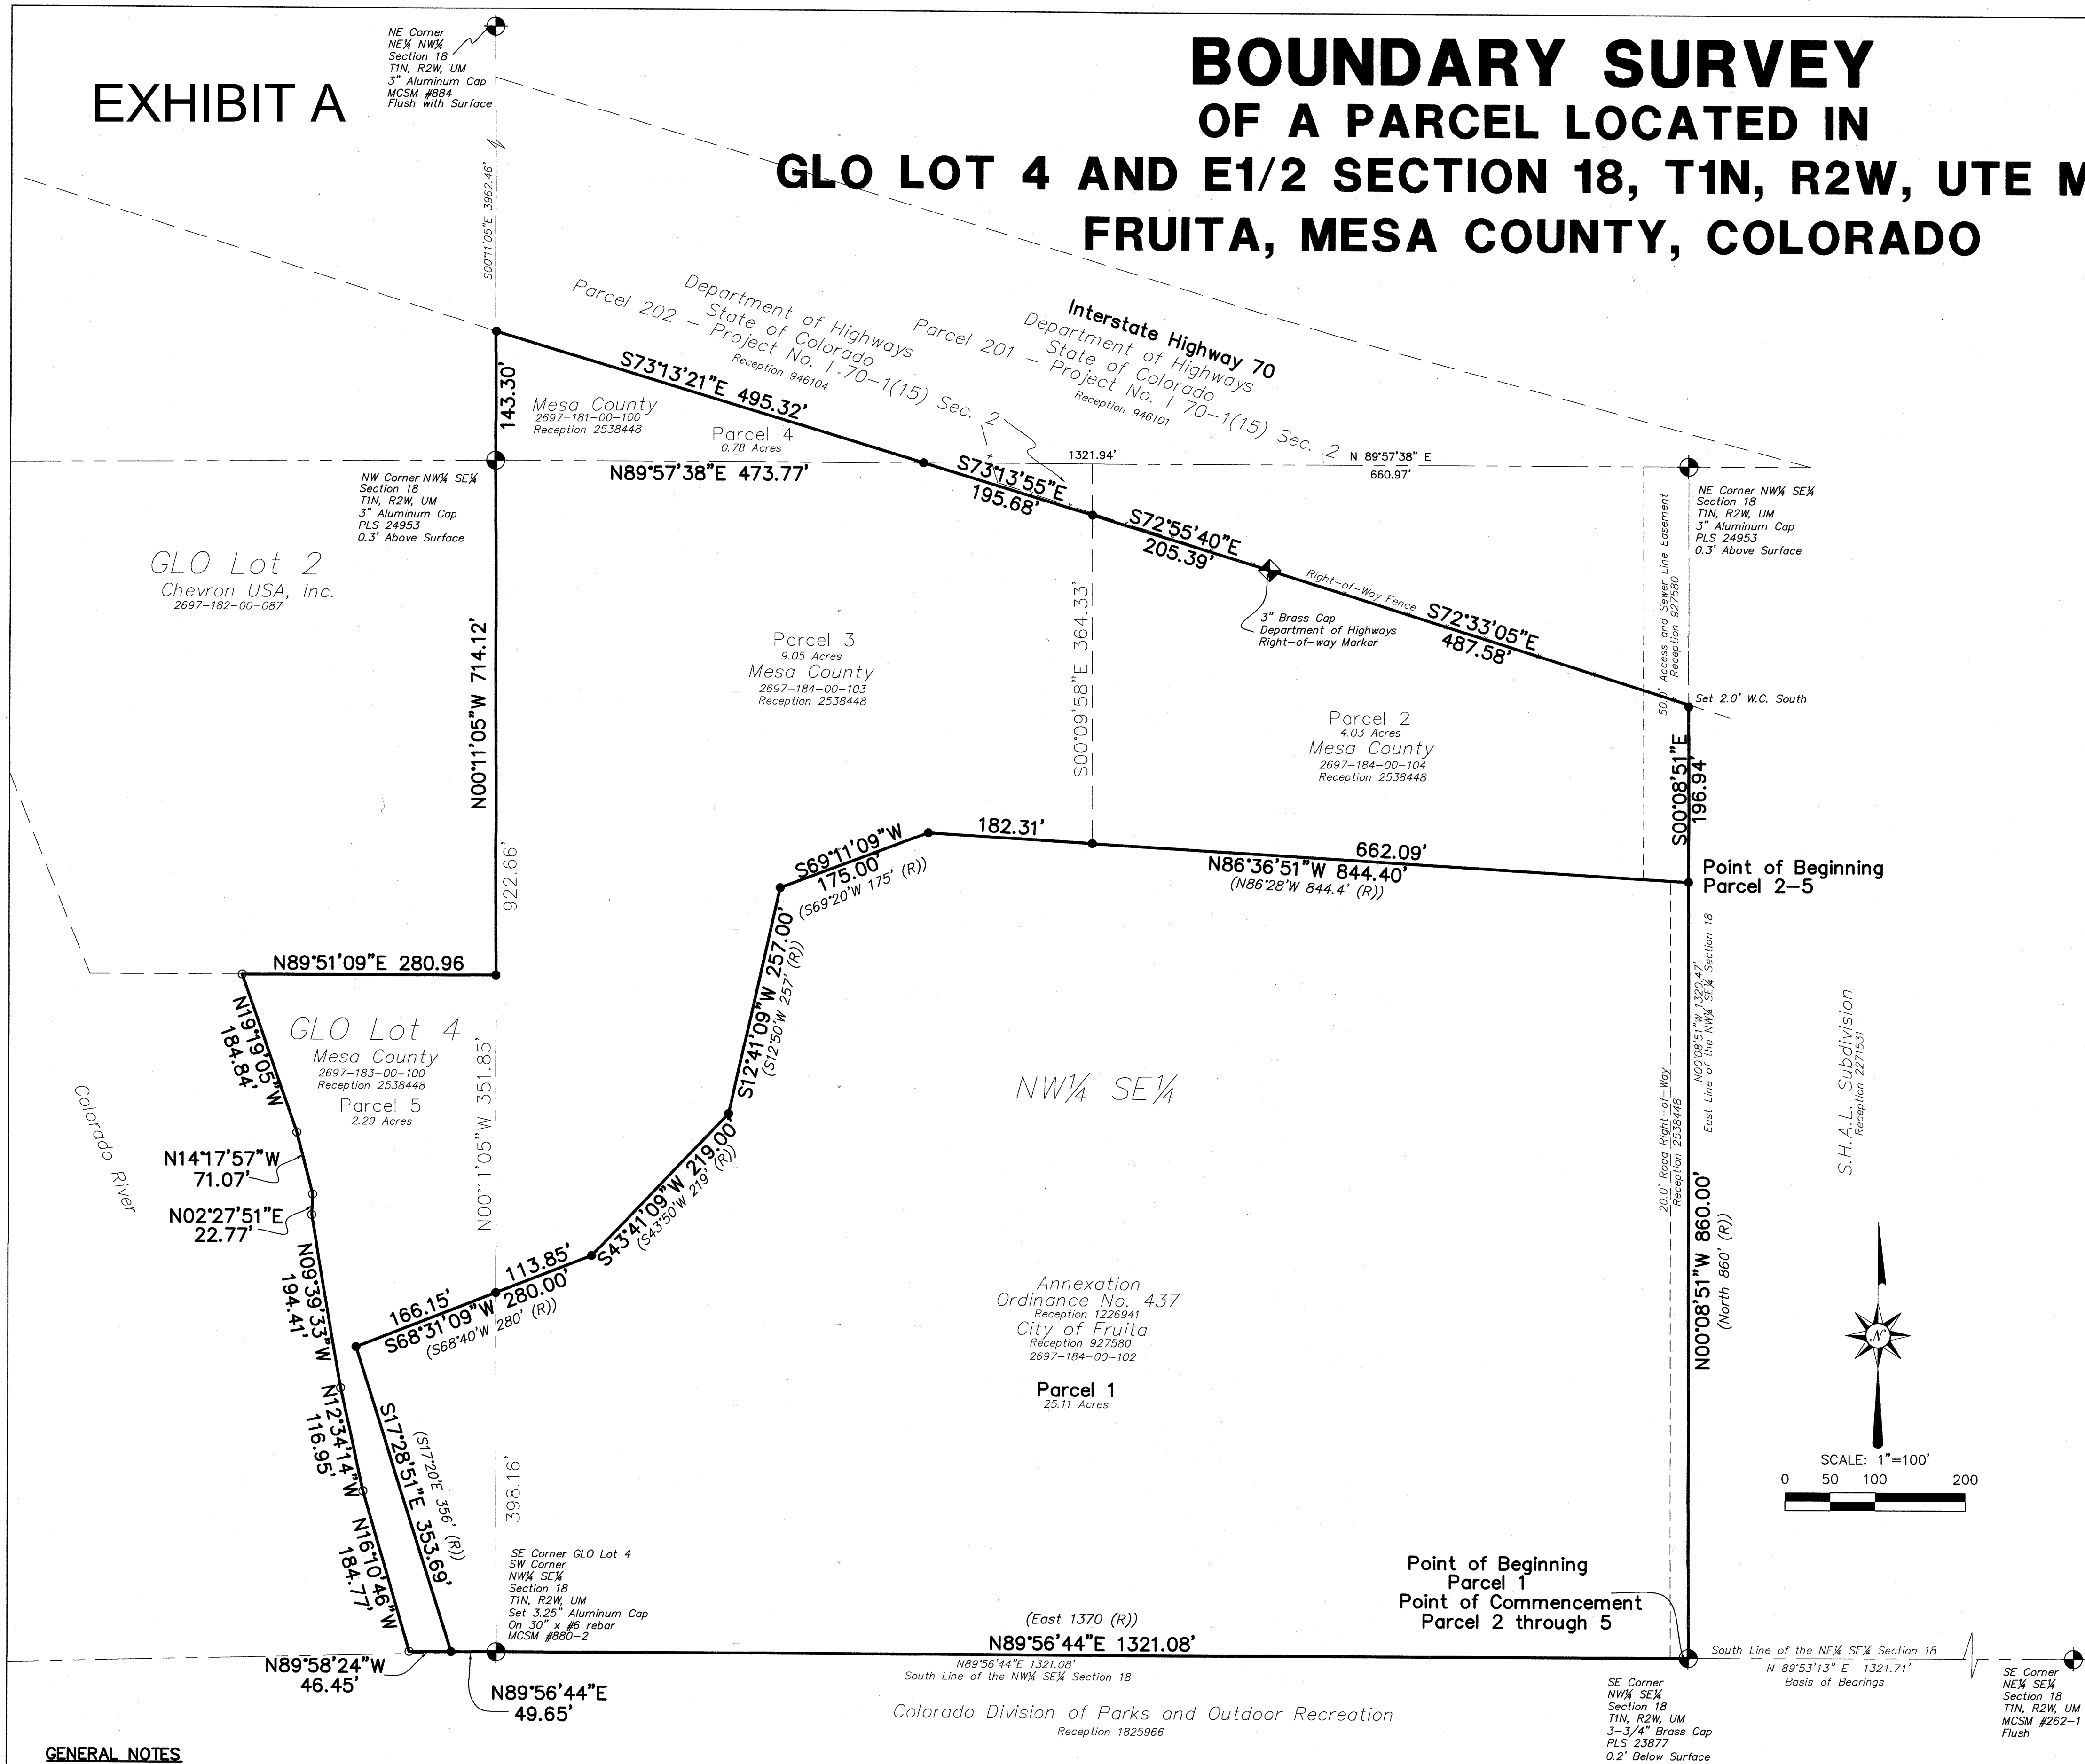 EXHIBIT A
NE Corner
NE¼ NW¼
Section 18
T1N, R2W, UM
3" Aluminum Cap
MCSM #884
Flush with Surface
BOUNDARY SURVEY
OF A PARCEL LOCATED IN
GLO LOT 4 AND E1/2 SECTION 18, T1N, R2W, UTE M
FRUITA, MESA COUNTY, COLORADO
S00°11'05"E 3962.46'
Department of Highways
State of Colorado
Parcel 202 - Project No. I-70-1(15) Sec. 2
Reception 946104
Interstate Highway 70
Department of Highways
State of Colorado
Parcel 201 - Project No. I 70-1(15) Sec. 2
Reception 946101
143.30'
S73°13'21"E 495.32'
Mesa County
2697-181-00-100
Reception 2538448
Parcel 4
0.78 Acres
N89°57'38"E 473.77'
1321.94'
N 89°57'38" E
660.97'
S73°13'55"E
195.68'
S72°55'40"E
205.39'
Right-of-Way Fence
S72°33'05"E
487.58'
3" Brass Cap
Department of Highways
Right-of-way Marker
NW Corner NW¼ SE¼
Section 18
T1N, R2W, UM
3" Aluminum Cap
PLS 24953
0.3' Above Surface
NE Corner NW¼ SE¼
Section 18
T1N, R2W, UM
3" Aluminum Cap
PLS 24953
0.3' Above Surface
50.0' Access and Sewer Line Easement
Reception 927580
Set 2.0' W.C. South
GLO Lot 2
Chevron USA, Inc.
2697-182-00-087
N00°11'05"W 714.12'
922.66'
Parcel 3
9.05 Acres
Mesa County
2697-184-00-103
Reception 2538448
S00°09'58"E 364.33'
Parcel 2
4.03 Acres
Mesa County
2697-184-00-104
Reception 2538448
S00°08'51"E
196.94'
Point of Beginning
Parcel 2-5
S69°11'09"W
175.00'
(S69°20'W 175' (R))
182.31'
662.09'
N86°36'51"W 844.40'
(N86°28'W 844.4' (R))
S12°41'09"W 257.00'
(S12°50'W 257' (R))
N89°51'09"E 280.96
N19°19'05"W
184.84'
GLO Lot 4
Mesa County
2697-183-00-100
Reception 2538448
Parcel 5
2.29 Acres
N00°11'05"W 351.85'
Colorado River
N14°17'57"W
71.07'
N02°27'51"E
22.77'
N09°39'33"W
194.41'
S43°41'09"W 219.00'
(S43°50'W 219' (R))
NW¼ SE¼
N00°08'51"W 1320.47'
East Line of the NW¼ SE¼ Section 18
20.0' Road Right-of-Way
Reception 2538448
S.H.A.L. Subdivision
Reception 2271531
N00°08'51"W 860.00'
(North 860' (R))
113.85'
166.15'
S68°31'09"W 280.00'
(S68°40'W 280' (R))
Annexation
Ordinance No. 437
Reception 1226941
City of Fruita
Reception 927580
2697-184-00-102
Parcel 1
25.11 Acres
N
SCALE: 1"=100'
0 50 100 200
N12°34'14"W
116.95'
S17°28'51"E 353.69'
(S17°20'E 356' (R))
N16°10'46"W
184.77'
398.16'
SE Corner GLO Lot 4
SW Corner
NW¼ SE¼
Section 18
T1N, R2W, UM
Set 3.25" Aluminum Cap
On 30" x #6 rebar
MCSM #880-2
Point of Beginning
Parcel 1
Point of Commencement
Parcel 2 through 5
(East 1370 (R))
N89°56'44"E 1321.08'
N89°56'44"E 1321.08'
South Line of the NW¼ SE¼ Section 18
N89°58'24"W
46.45'
N89°56'44"E
49.65'
South Line of the NE¼ SE¼ Section 18
N 89°53'13" E 1321.71'
Basis of Bearings
SE Corner
NW¼ SE¼
Section 18
T1N, R2W, UM
3-3/4" Brass Cap
PLS 23877
0.2' Below Surface
SE Corner
NE¼ SE¼
Section 18
T1N, R2W, UM
MCSM #262-1
Flush
Colorado Division of Parks and Outdoor Recreation
Reception 1825966
GENERAL NOTES